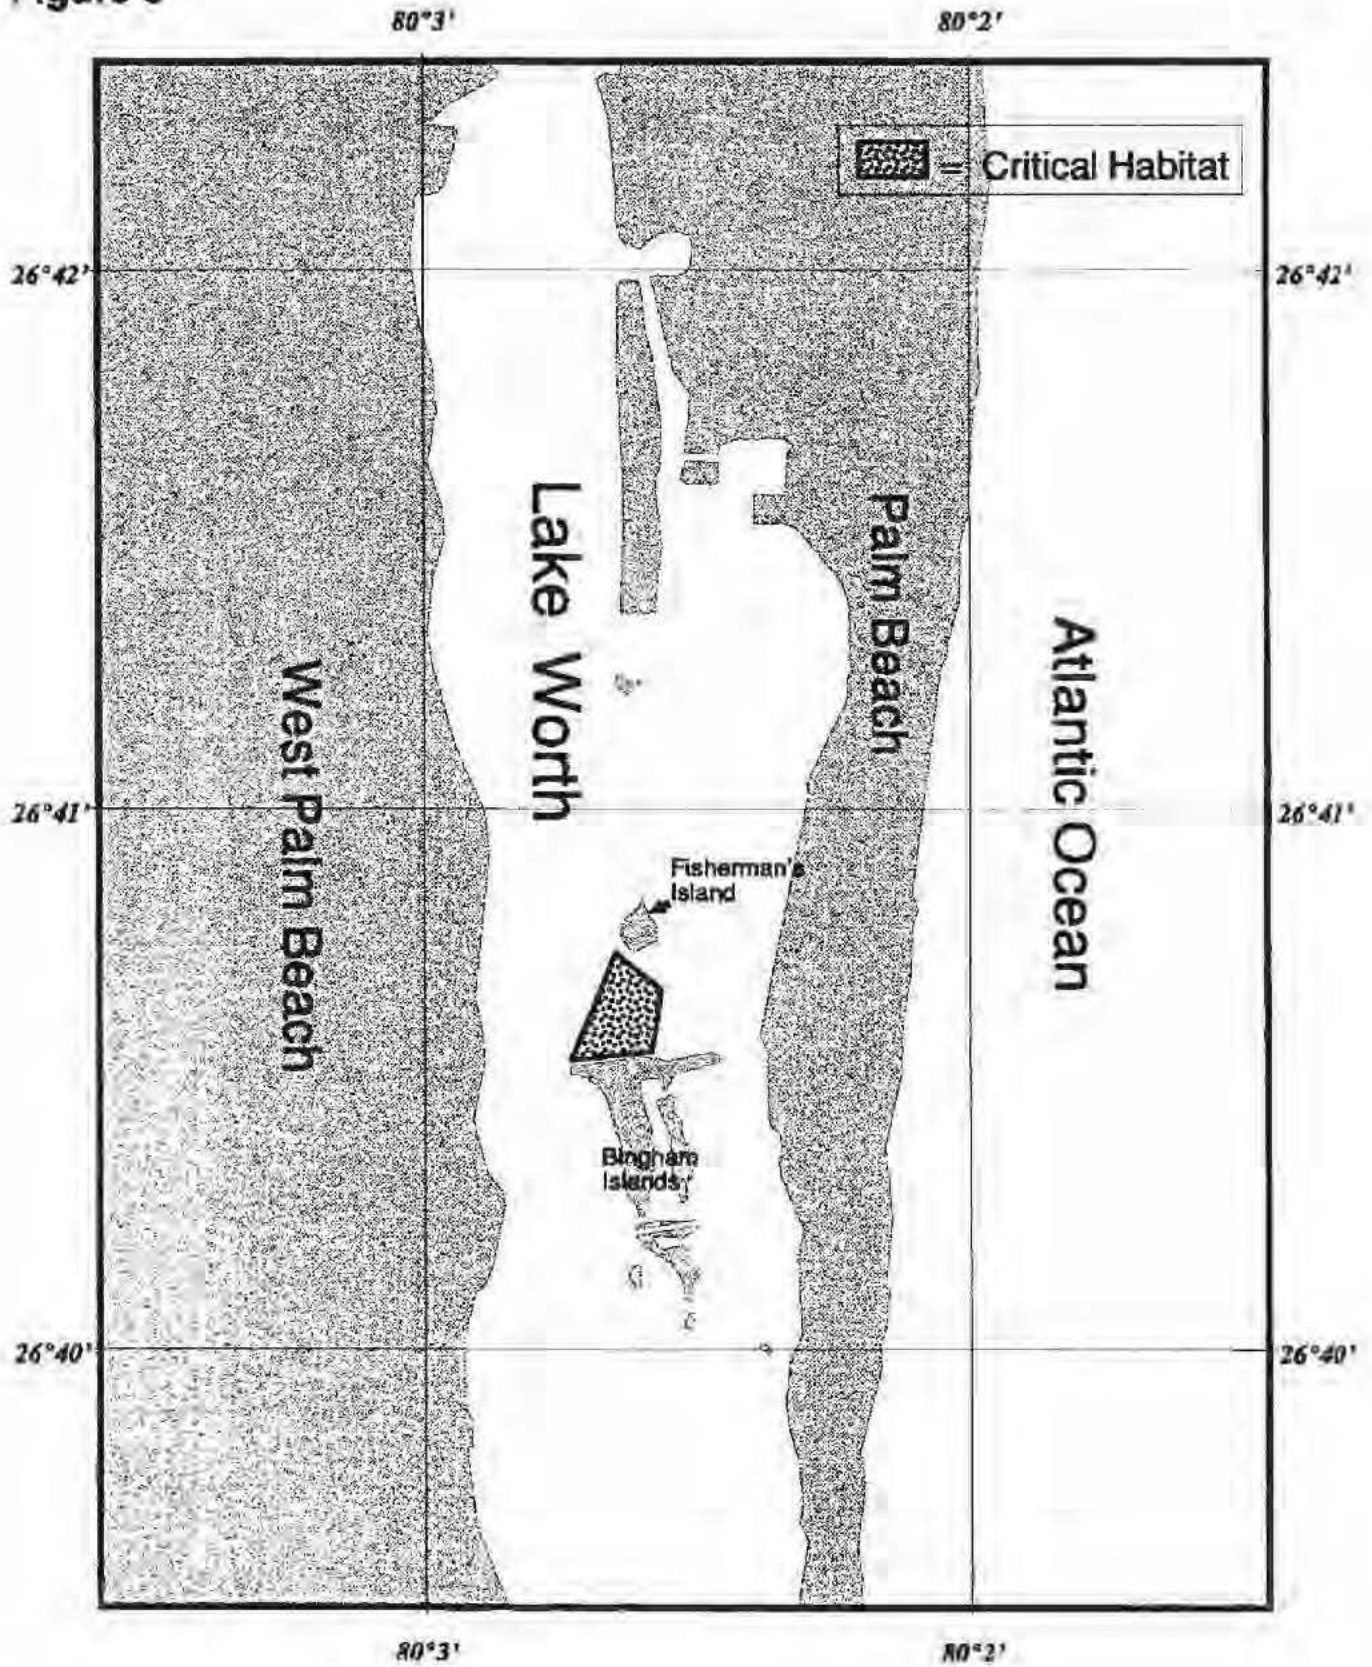 80°3' 80°2'
= Critical Habitat
26°42' 26°42'
Lake Worth
Palm Beach
Atlantic Ocean
West Palm Beach
26°41' 26°41'
Fisherman's
Island
Bingham
Islands
26°40' 26°40'
80°3' 80°2'